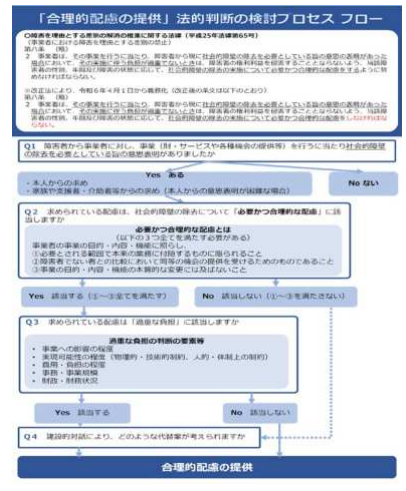 「合理的配慮の提供」法的判断の検討プロセス フロー
〇障害を理由とする差別の解消の推進に関する法律（平成25年法律第65号）
（事業者における障害を理由とする差別の禁止）
第八条 （略）
２ 事業者は、その事業を行うに当たり、障害者から現に社会的障壁の除去を必要としている旨の意思の表明があった
場合において、その実施に伴う負担が過重でないときは、障害者の権利利益を侵害することとならないよう、当該障
害者の性別、年齢及び障害の状態に応じて、社会的障壁の除去の実施について必要かつ合理的な配慮をするように努
めなければならない。
※改正法により、令和６年４月１日から義務化（改正後の条文は以下のとおり）
第八条 （略）
２ 事業者は、その事業を行うに当たり、障害者から現に社会的障壁の除去を必要としている旨の意思の表明があった
場合において、その実施に伴う負担が過重でないときは、障害者の権利利益を侵害することとならないよう、当該障
害者の性別、年齢及び障害の状態に応じて、社会的障壁の除去の実施について必要かつ合理的な配慮をしなければな
らない。
Q1 障害者から事業者に対し、事業（財・サービスや各種機会の提供等）を行うに当たり社会的障壁
の除去を必要としている旨の意思表明がありましたか
Yes ある
・本人からの求め
・家族や支援者・介助者等からの求め（本人からの意思表明が困難な場合）
No ない
Q2 求められている配慮は、社会的障壁の除去について「必要かつ合理的な配慮」に該
当しますか
必要かつ合理的な配慮とは
（以下の３つ全てを満たす必要がある）
事業者の事業の目的・内容・機能に照らし、
①必要とされる範囲で本来の業務に付随するものに限られること
②障害者でない者との比較において同等の機会の提供を受けるためのものであること
③事業の目的・内容・機能の本質的な変更には及ばないこと
Yes 該当する（①～③全てを満たす）
No 該当しない（①～③を満たさない）
Q3 求められている配慮は「過重な負担」に該当しますか
過重な負担の判断の要素等
・ 事業への影響の程度
・ 実現可能性の程度（物理的・技術的制約、人的・体制上の制約）
・ 費用・負担の程度
・ 事務・事業規模
・ 財政・財務状況
Yes 該当する
No 該当しない
Q4 建設的対話により、どのような代替案が考えられますか
合理的配慮の提供